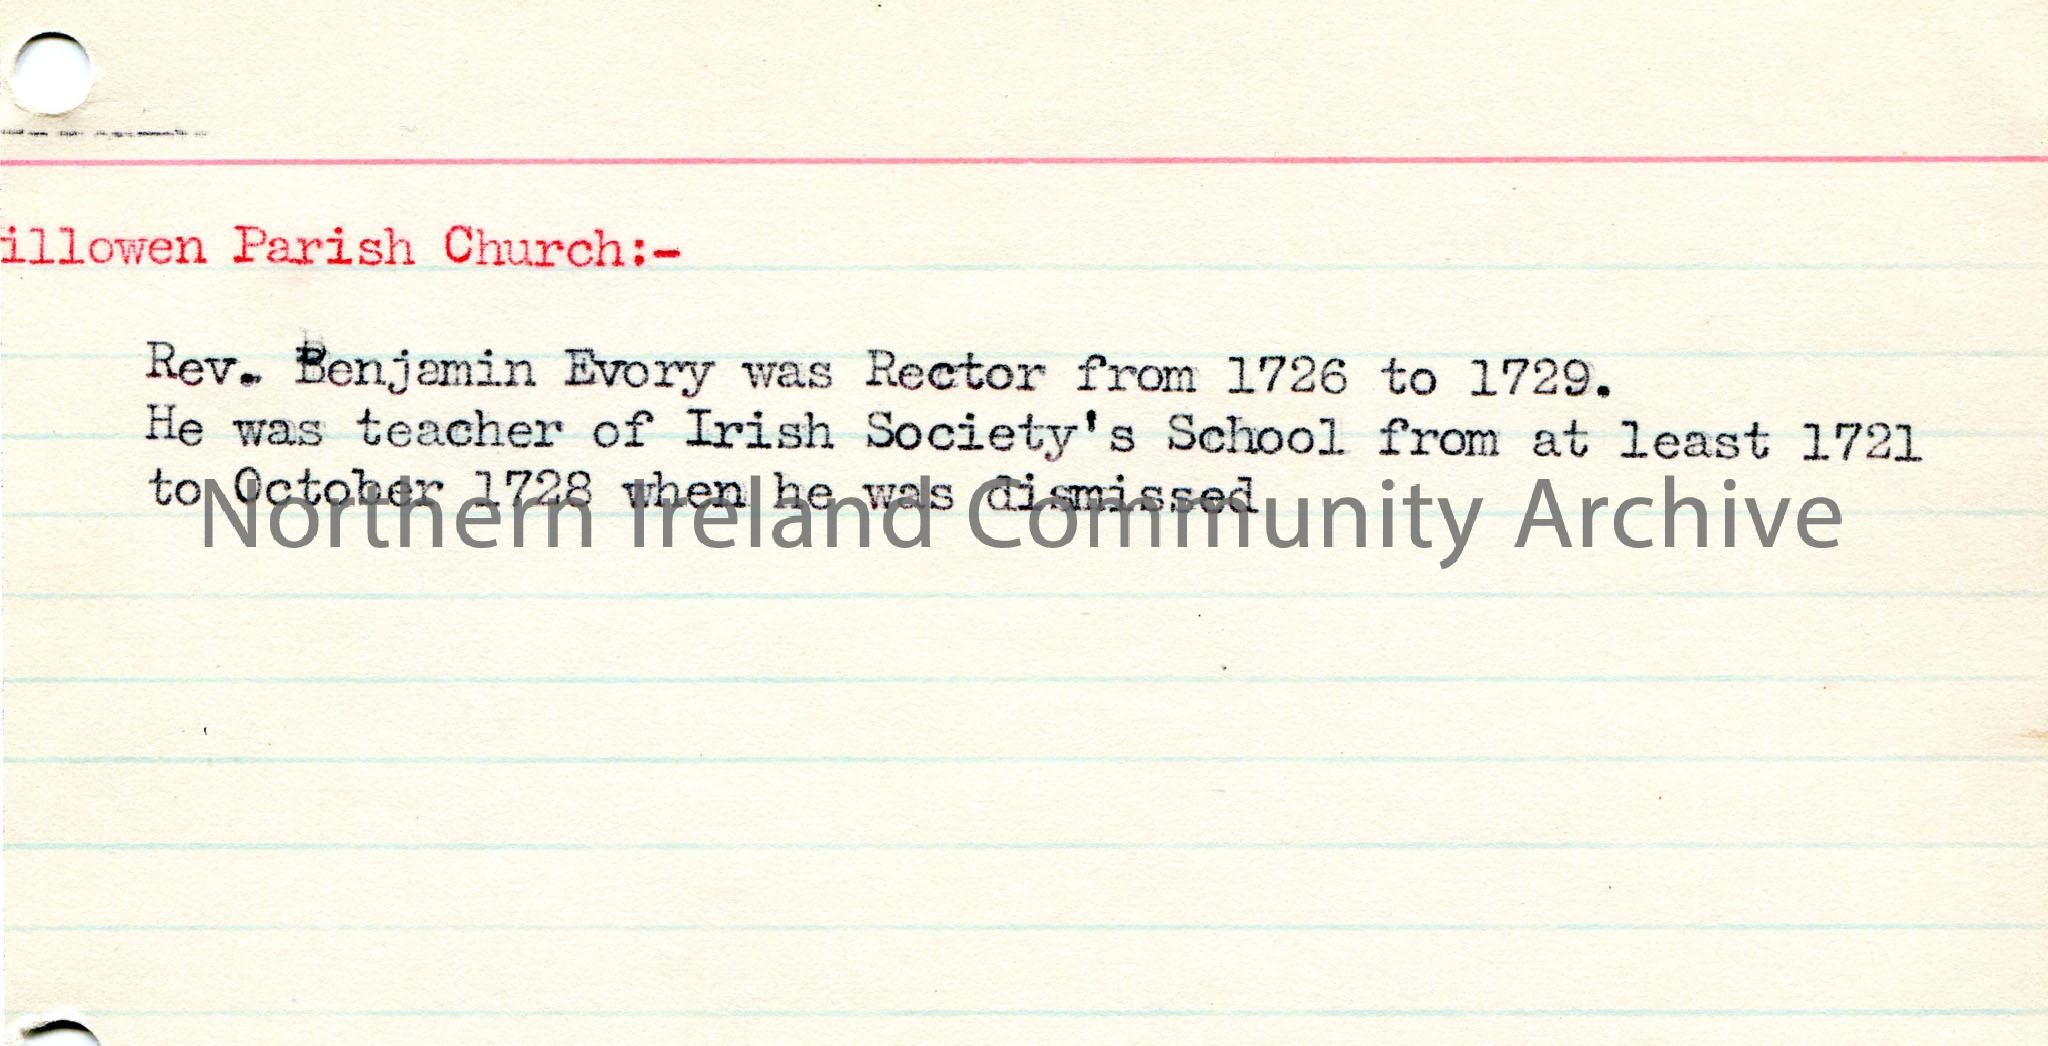 illowen Parish Church:-
Rev. Benjamin Evory was Rector from 1726 to 1729.
He was teacher of Irish Society's School from at least 1721
to October 1728 when he was dismissed
Northern Ireland Community Archive